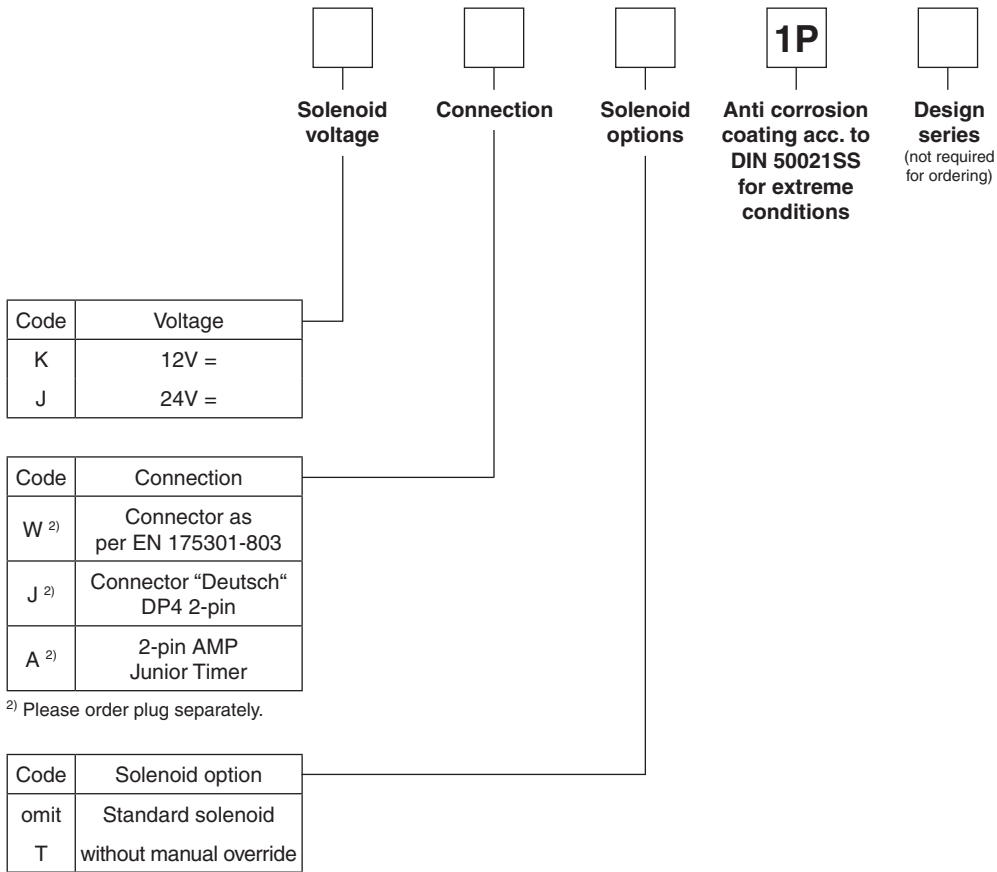 1P
Solenoid
voltage
Connection
Solenoid
options
Anti corrosion
coating acc. to
DIN 50021SS
for extreme
conditions
Design
series
(not required
for ordering)
Code Voltage
K 12V =
J 24V =
Code Connection
W 2) Connector as
per EN 175301-803
J 2) Connector “Deutsch“
DP4 2-pin
A 2) 2-pin AMP
Junior Timer
2) Please order plug separately.
Code Solenoid option
omit Standard solenoid
T without manual override